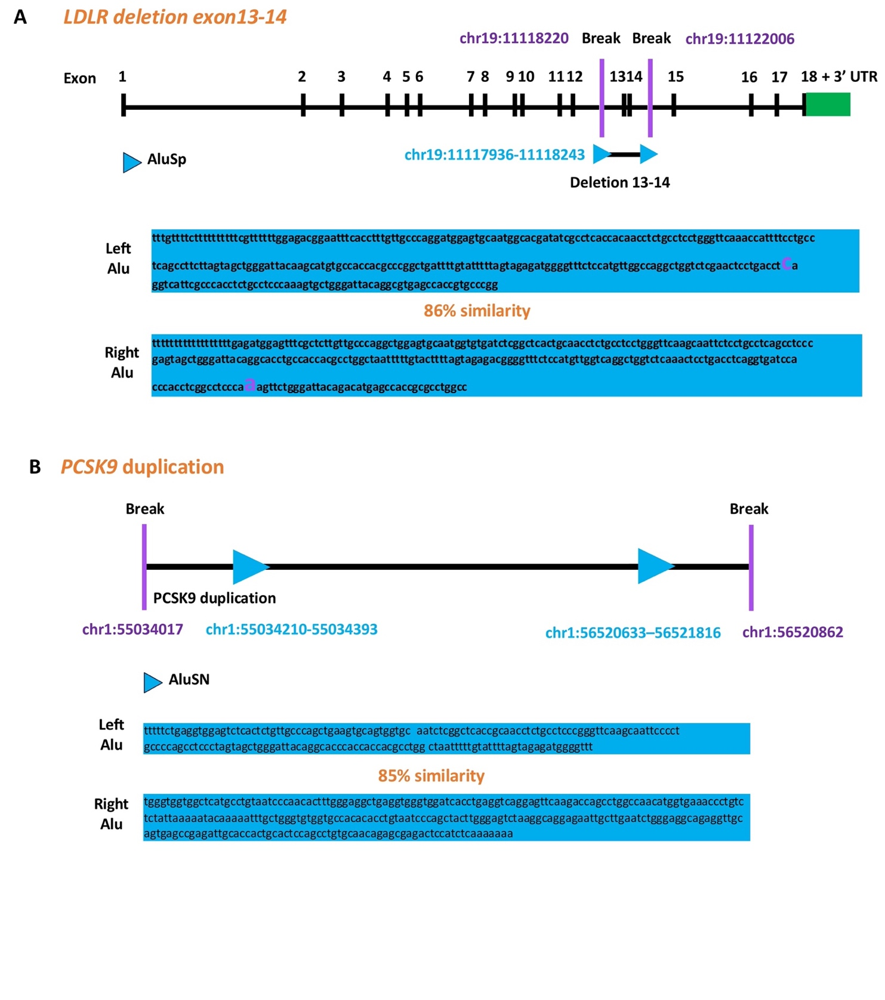 A LDLR deletion exon13-14
chr19:11118220 Break Break chr19:11122006
Exon 1 2 3 4 5 6 7 8 9 10 11 12 13 14 15 16 17 18 + 3’ UTR
AluSp
chr19:11117936-11118243
Deletion 13-14
Left
Alu
tttgttttctttttttttttcgttttttggagacggaatttcacctttgttgcccaggatggagtgcaatggcacgatatcgcctcaccacaacctctgcctcctgggttcaaaccattttcctgcc
tcagccttcttagtagctgggattacaagcatgtgccaccacgcccggctgattttgtatttttagtagagatggggtttctccatgttggccaggctggtctcgaactcctgacctca
ggtcattcgcccacctctgcctcccaaagtgctgggattacaggcgtgagccaccgtgcccgg
86% similarity
Right
Alu
ttttttttttttttttttgagatggagtttcgctcttgttgcccaggctggagtgcaatggtgtgatctcggctcactgcaacctctgcctcctgggttcaagcaattctcctgcctcagcctccc
gagtagctgggattacaggcacctgccaccacgcctggctaatttttgtacttttagtagagacggggtttctccatgttggtcaggctggtctcaaactcctgacctcaggtgatcca
cccacctcggcctcccaaagttctgggattacagacatgagccaccgcgcctggcc
B PCSK9 duplication
Break Break
PCSK9 duplication
chr1:55034017 chr1:55034210-55034393 chr1:56520633–56521816 chr1:56520862
AluSN
Left
Alu
tttttctgaggtggagtctcactctgttgcccagctgaagtgcagtggtgc aatctcggctcaccgcaacctctgcctcccgggttcaagcaattcccct
gccccagcctccctagtagctgggattacaggcacccaccaccacgcctgg ctaatttttgtattttagtagagatggggttt
85% similarity
Right
Alu
tgggtggtggctcatgcctgtaatcccaacactttgggaggctgaggtgggtggatcacctgaggtcaggagttcaagaccagcctggccaacatggtgaaaccctgtc
tctattaaaaatacaaaaatttgctgggtgtggtgccacacacctgtaatcccagctacttgggagtctaaggcaggagaattgcttgaatctgggaggcagaggttgc
agtgagccgagattgcaccactgcactccagcctgtgcaacagagcgagactccatctcaaaaaaa